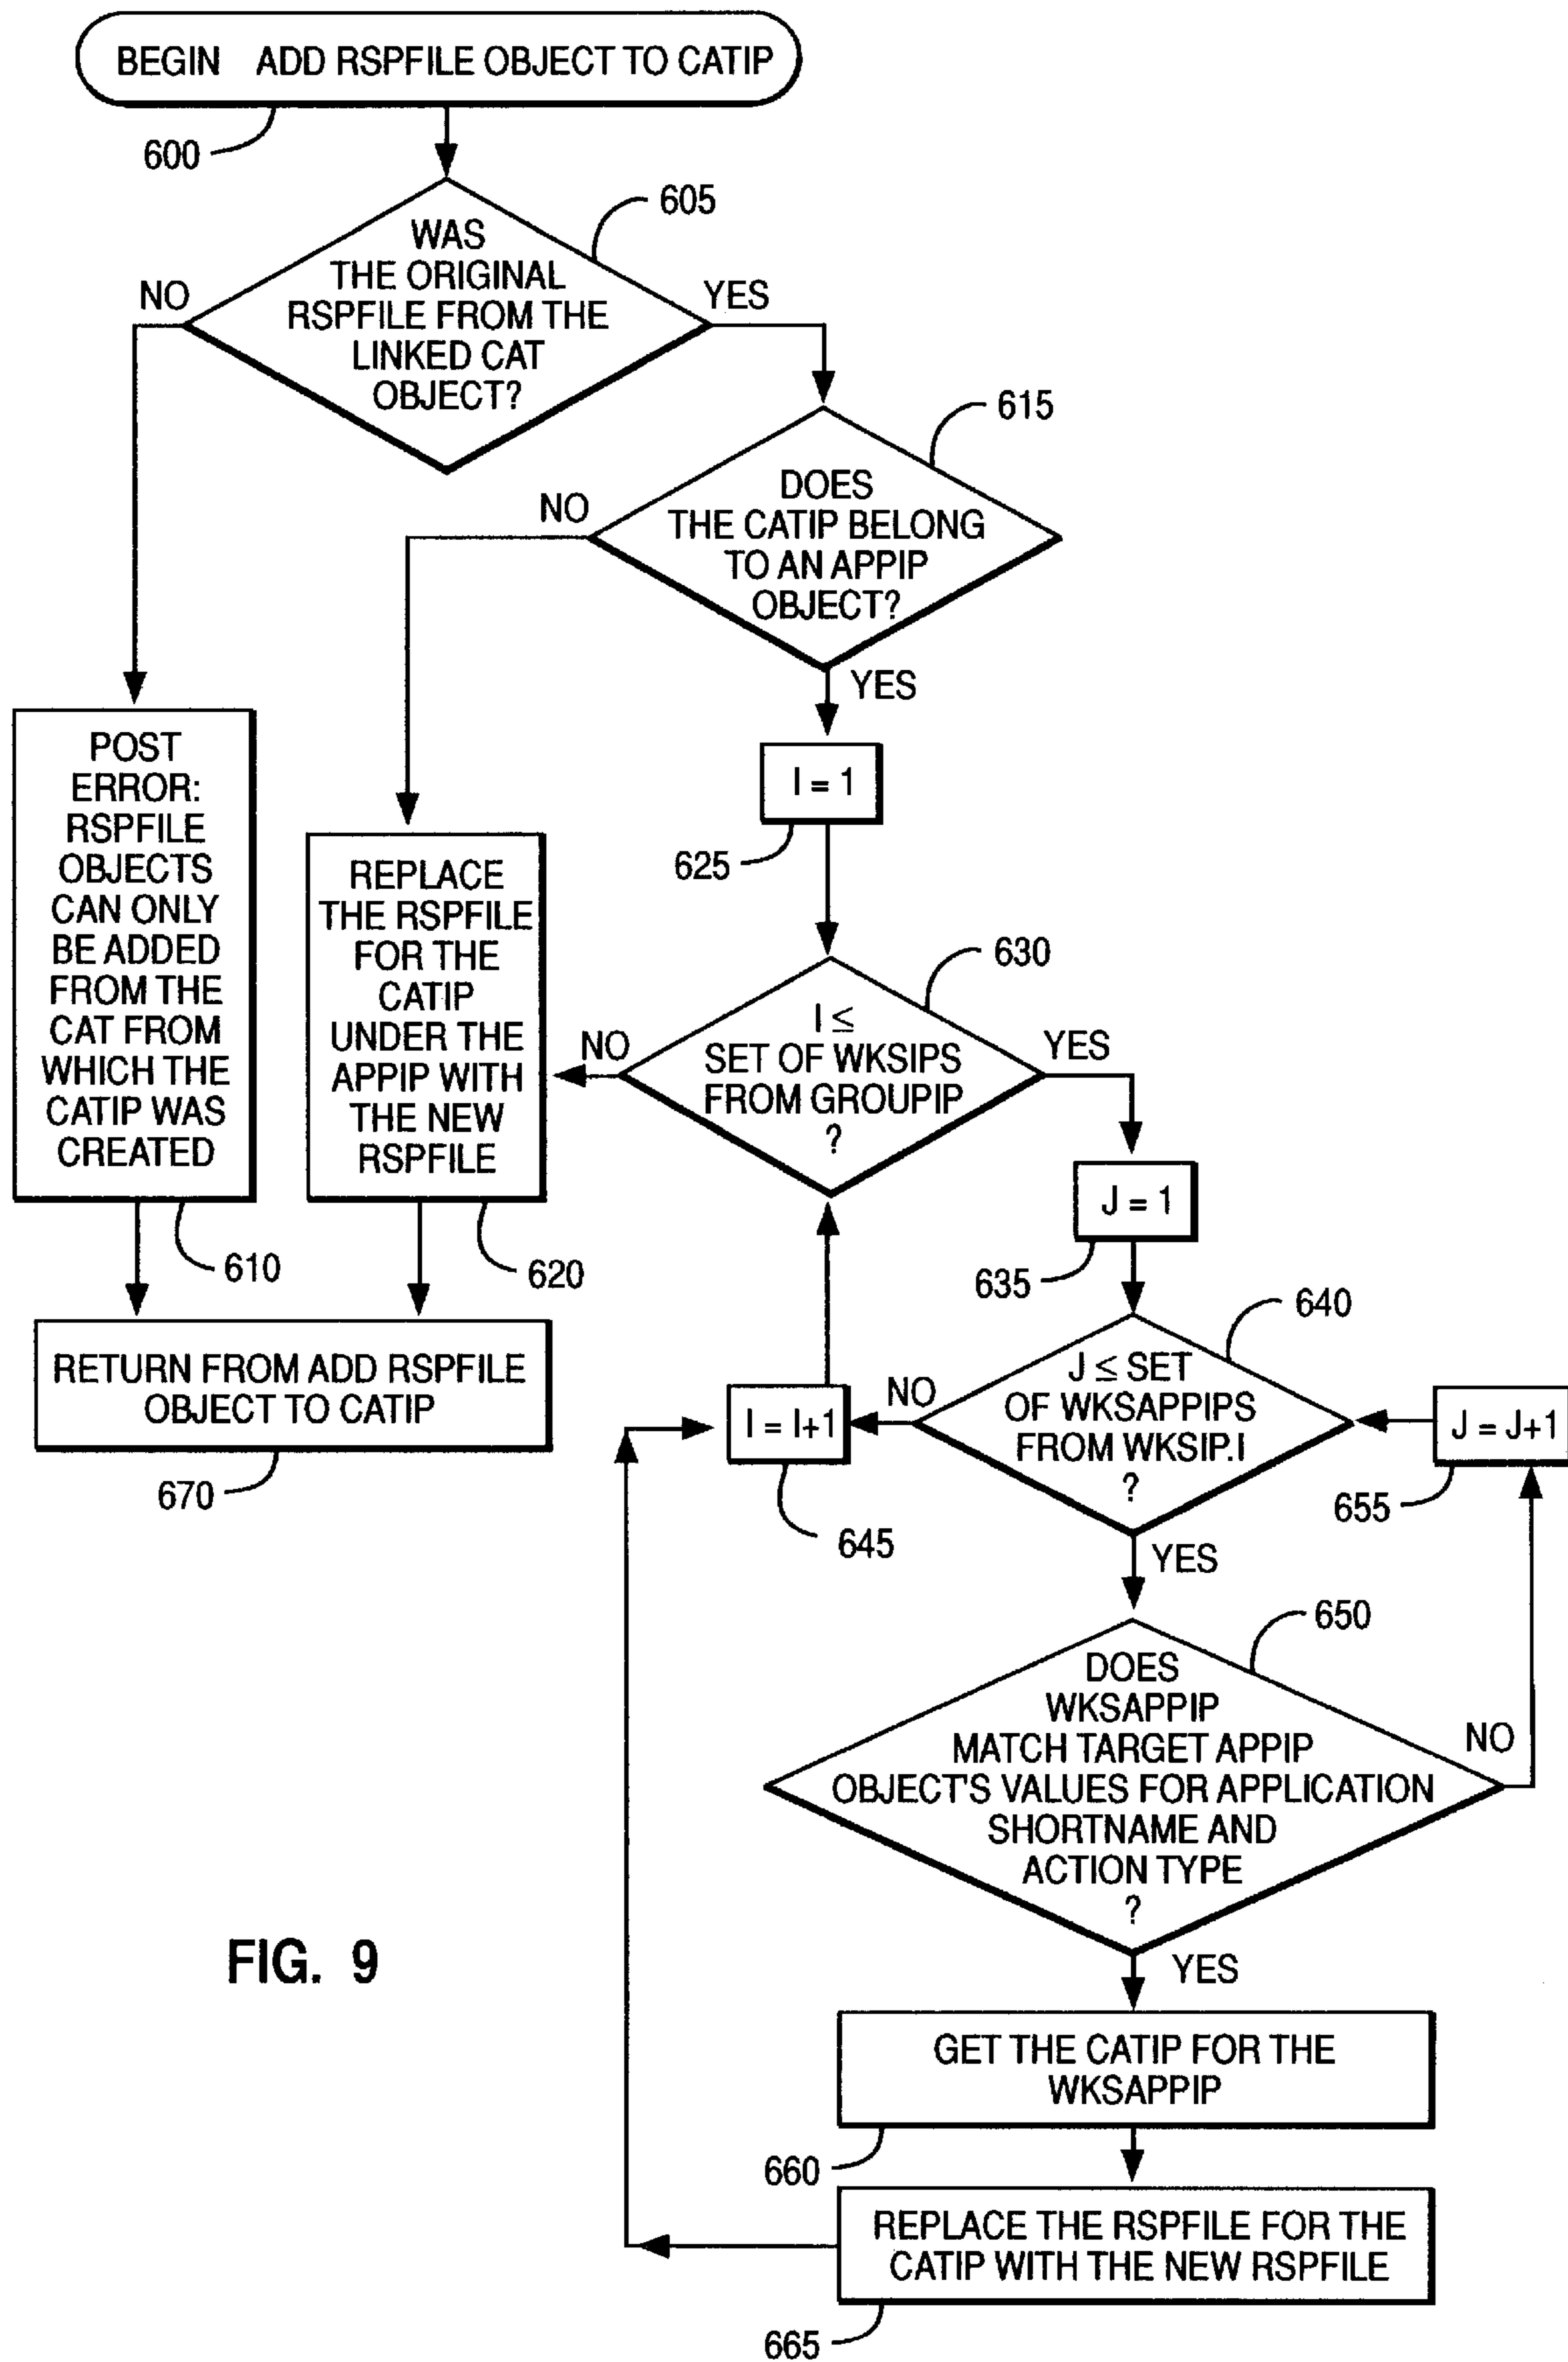 BEGIN ADD RSPFILE OBJECT TO CATIP
600
605
WAS
THE ORIGINAL
RSPFILE FROM THE
LINKED CAT
OBJECT?
NO
YES
615
DOES
THE CATIP BELONG
TO AN APPIP
OBJECT?
NO
YES
POST
ERROR:
RSPFILE
OBJECTS
CAN ONLY
BE ADDED
FROM THE
CAT FROM
WHICH THE
CATIP WAS
CREATED
610
REPLACE
THE RSPFILE
FOR THE
CATIP
UNDER THE
APPIP WITH
THE NEW
RSPFILE
620
I = 1
625
630
I ≤
SET OF WKSIPS
FROM GROUPIP
?
NO
YES
J = 1
635
RETURN FROM ADD RSPFILE
OBJECT TO CATIP
670
640
J ≤ SET
OF WKSAPPIPS
FROM WKSIP.I
?
NO
YES
I = I+1
645
J = J+1
655
650
DOES
WKSAPPIP
MATCH TARGET APPIP
OBJECT'S VALUES FOR APPLICATION
SHORTNAME AND
ACTION TYPE
?
NO
YES
GET THE CATIP FOR THE
WKSAPPIP
660
REPLACE THE RSPFILE FOR THE
CATIP WITH THE NEW RSPFILE
665
FIG. 9